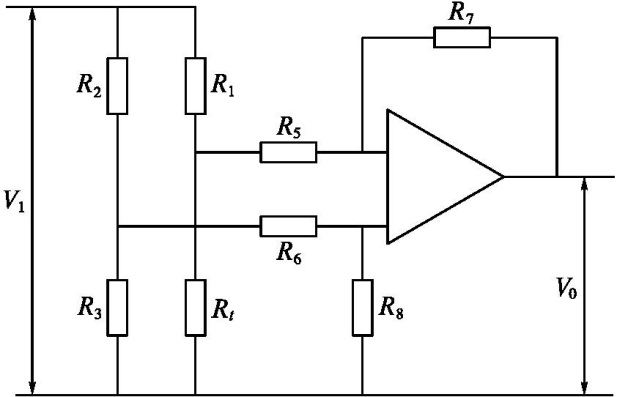 R₇
R₂
R₁
R₅
V₁
R₆
R₃
Rₜ
R₈
V₀